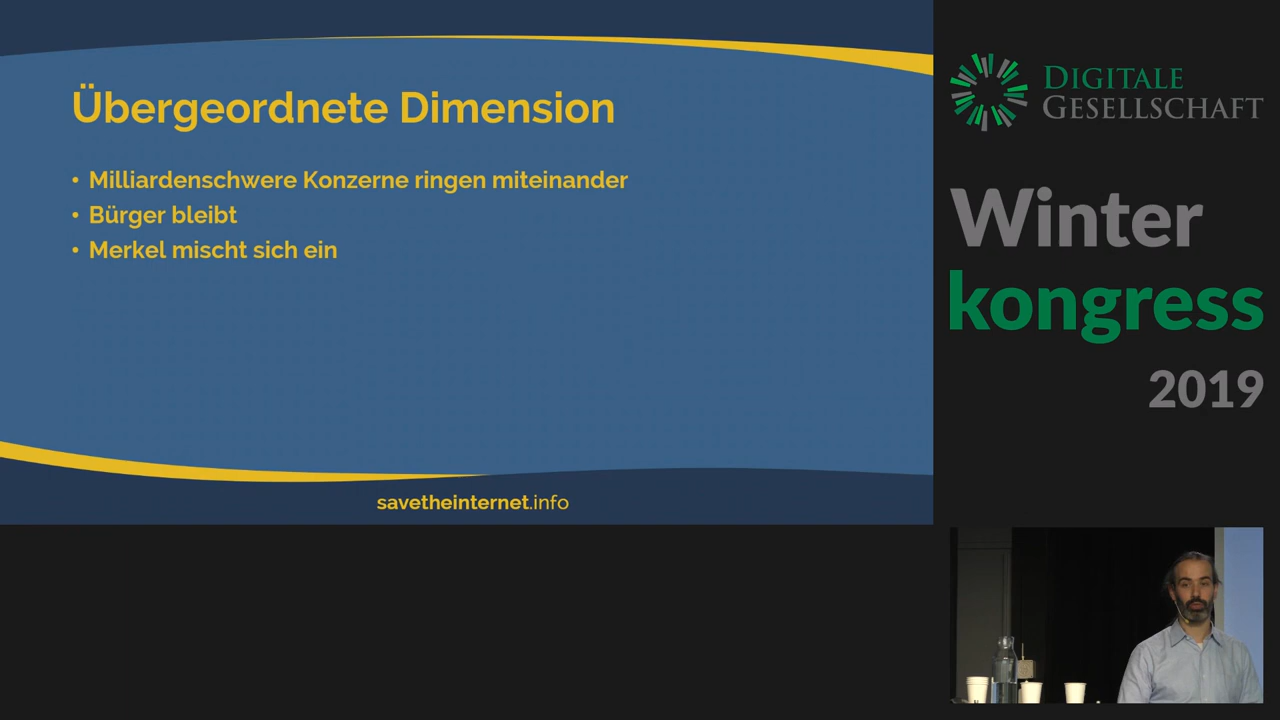 Übergeordnete Dimension
• Milliardenschwere Konzerne ringen miteinander
• Bürger bleibt
• Merkel mischt sich ein
savetheinternet.info
DIGITALE
GESELLSCHAFT
Winter
kongress
2019